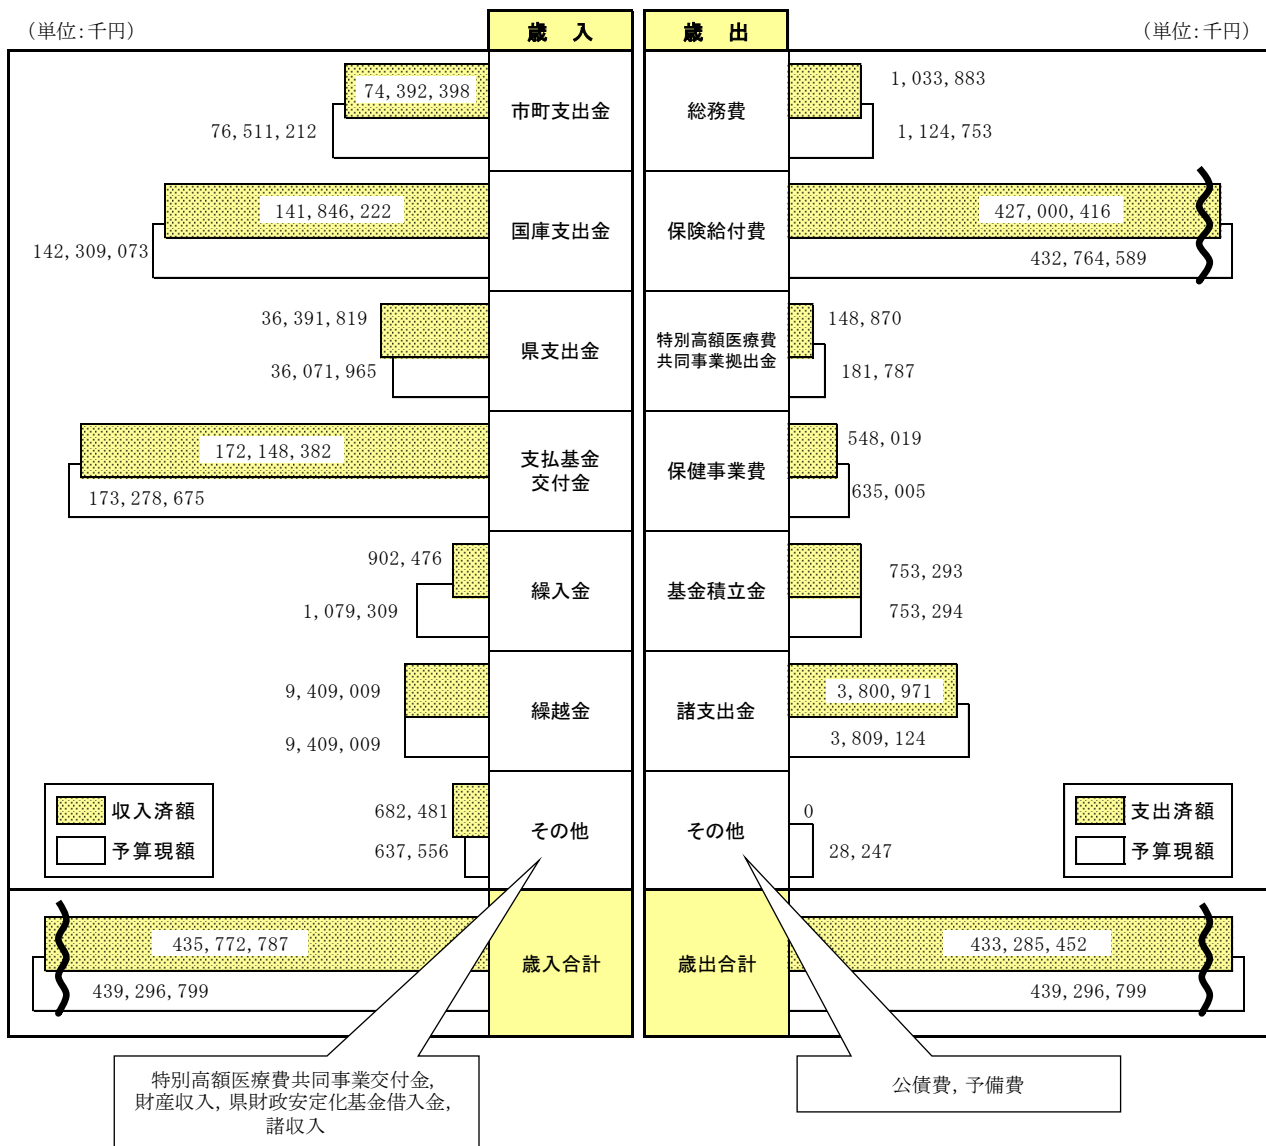 （単位：千円）
歳　入
歳　出
（単位：千円）
74,392,398
76,511,212
市町支出金
総務費
1,033,883
1,124,753
141,846,222
142,309,073
国庫支出金
保険給付費
427,000,416
432,764,589
36,391,819
36,071,965
県支出金
特別高額医療費
共同事業拠出金
148,870
181,787
172,148,382
173,278,675
支払基金
交付金
保健事業費
548,019
635,005
902,476
1,079,309
繰入金
基金積立金
753,293
753,294
9,409,009
9,409,009
繰越金
諸支出金
3,800,971
3,809,124
収入済額
予算現額
682,481
637,556
その他
その他
0
28,247
支出済額
予算現額
435,772,787
439,296,799
歳入合計
歳出合計
433,285,452
439,296,799
特別高額医療費共同事業交付金，
財産収入，県財政安定化基金借入金，
諸収入
公債費，予備費